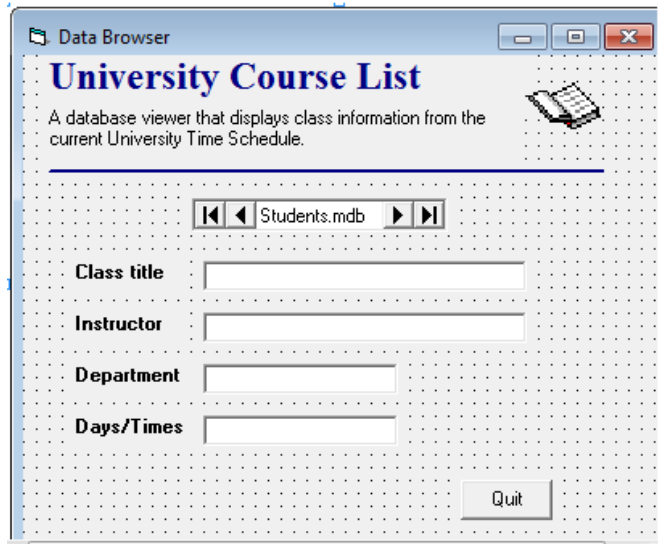 Data Browser
University Course List
A database viewer that displays class information from the
current University Time Schedule.
Students.mdb
Class title
Instructor
Department
Days/Times
Quit